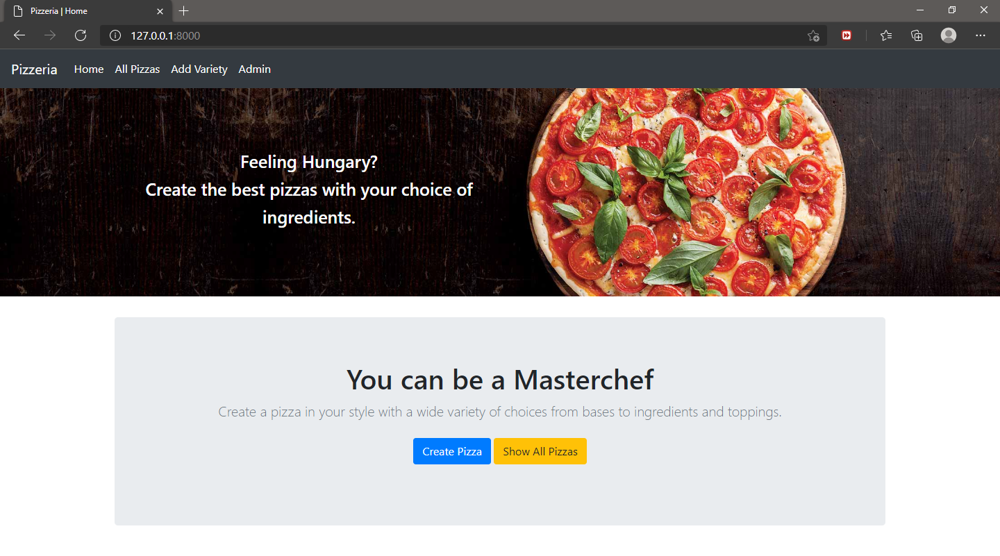 Pizzeria | Home
127.0.0.1:8000
Pizzeria Home All Pizzas Add Variety Admin
Feeling Hungary?
Create the best pizzas with your choice of
ingredients.
You can be a Masterchef
Create a pizza in your style with a wide variety of choices from bases to ingredients and toppings.
Create Pizza Show All Pizzas